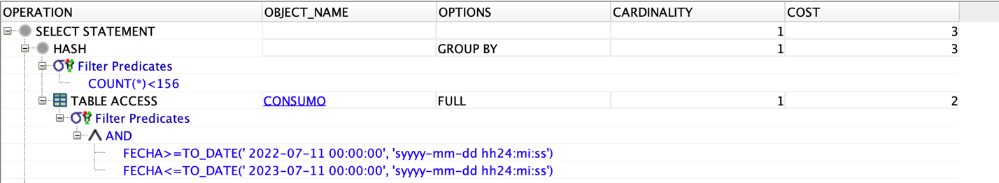 OPERATION OBJECT_NAME OPTIONS CARDINALITY COST
SELECT STATEMENT 1 3
HASH GROUP BY 1 3
Filter Predicates
COUNT(*)<156
TABLE ACCESS CONSUMO FULL 1 2
Filter Predicates
AND
FECHA>=TO_DATE(' 2022-07-11 00:00:00', 'syyyy-mm-dd hh24:mi:ss')
FECHA<=TO_DATE(' 2023-07-11 00:00:00', 'syyyy-mm-dd hh24:mi:ss')